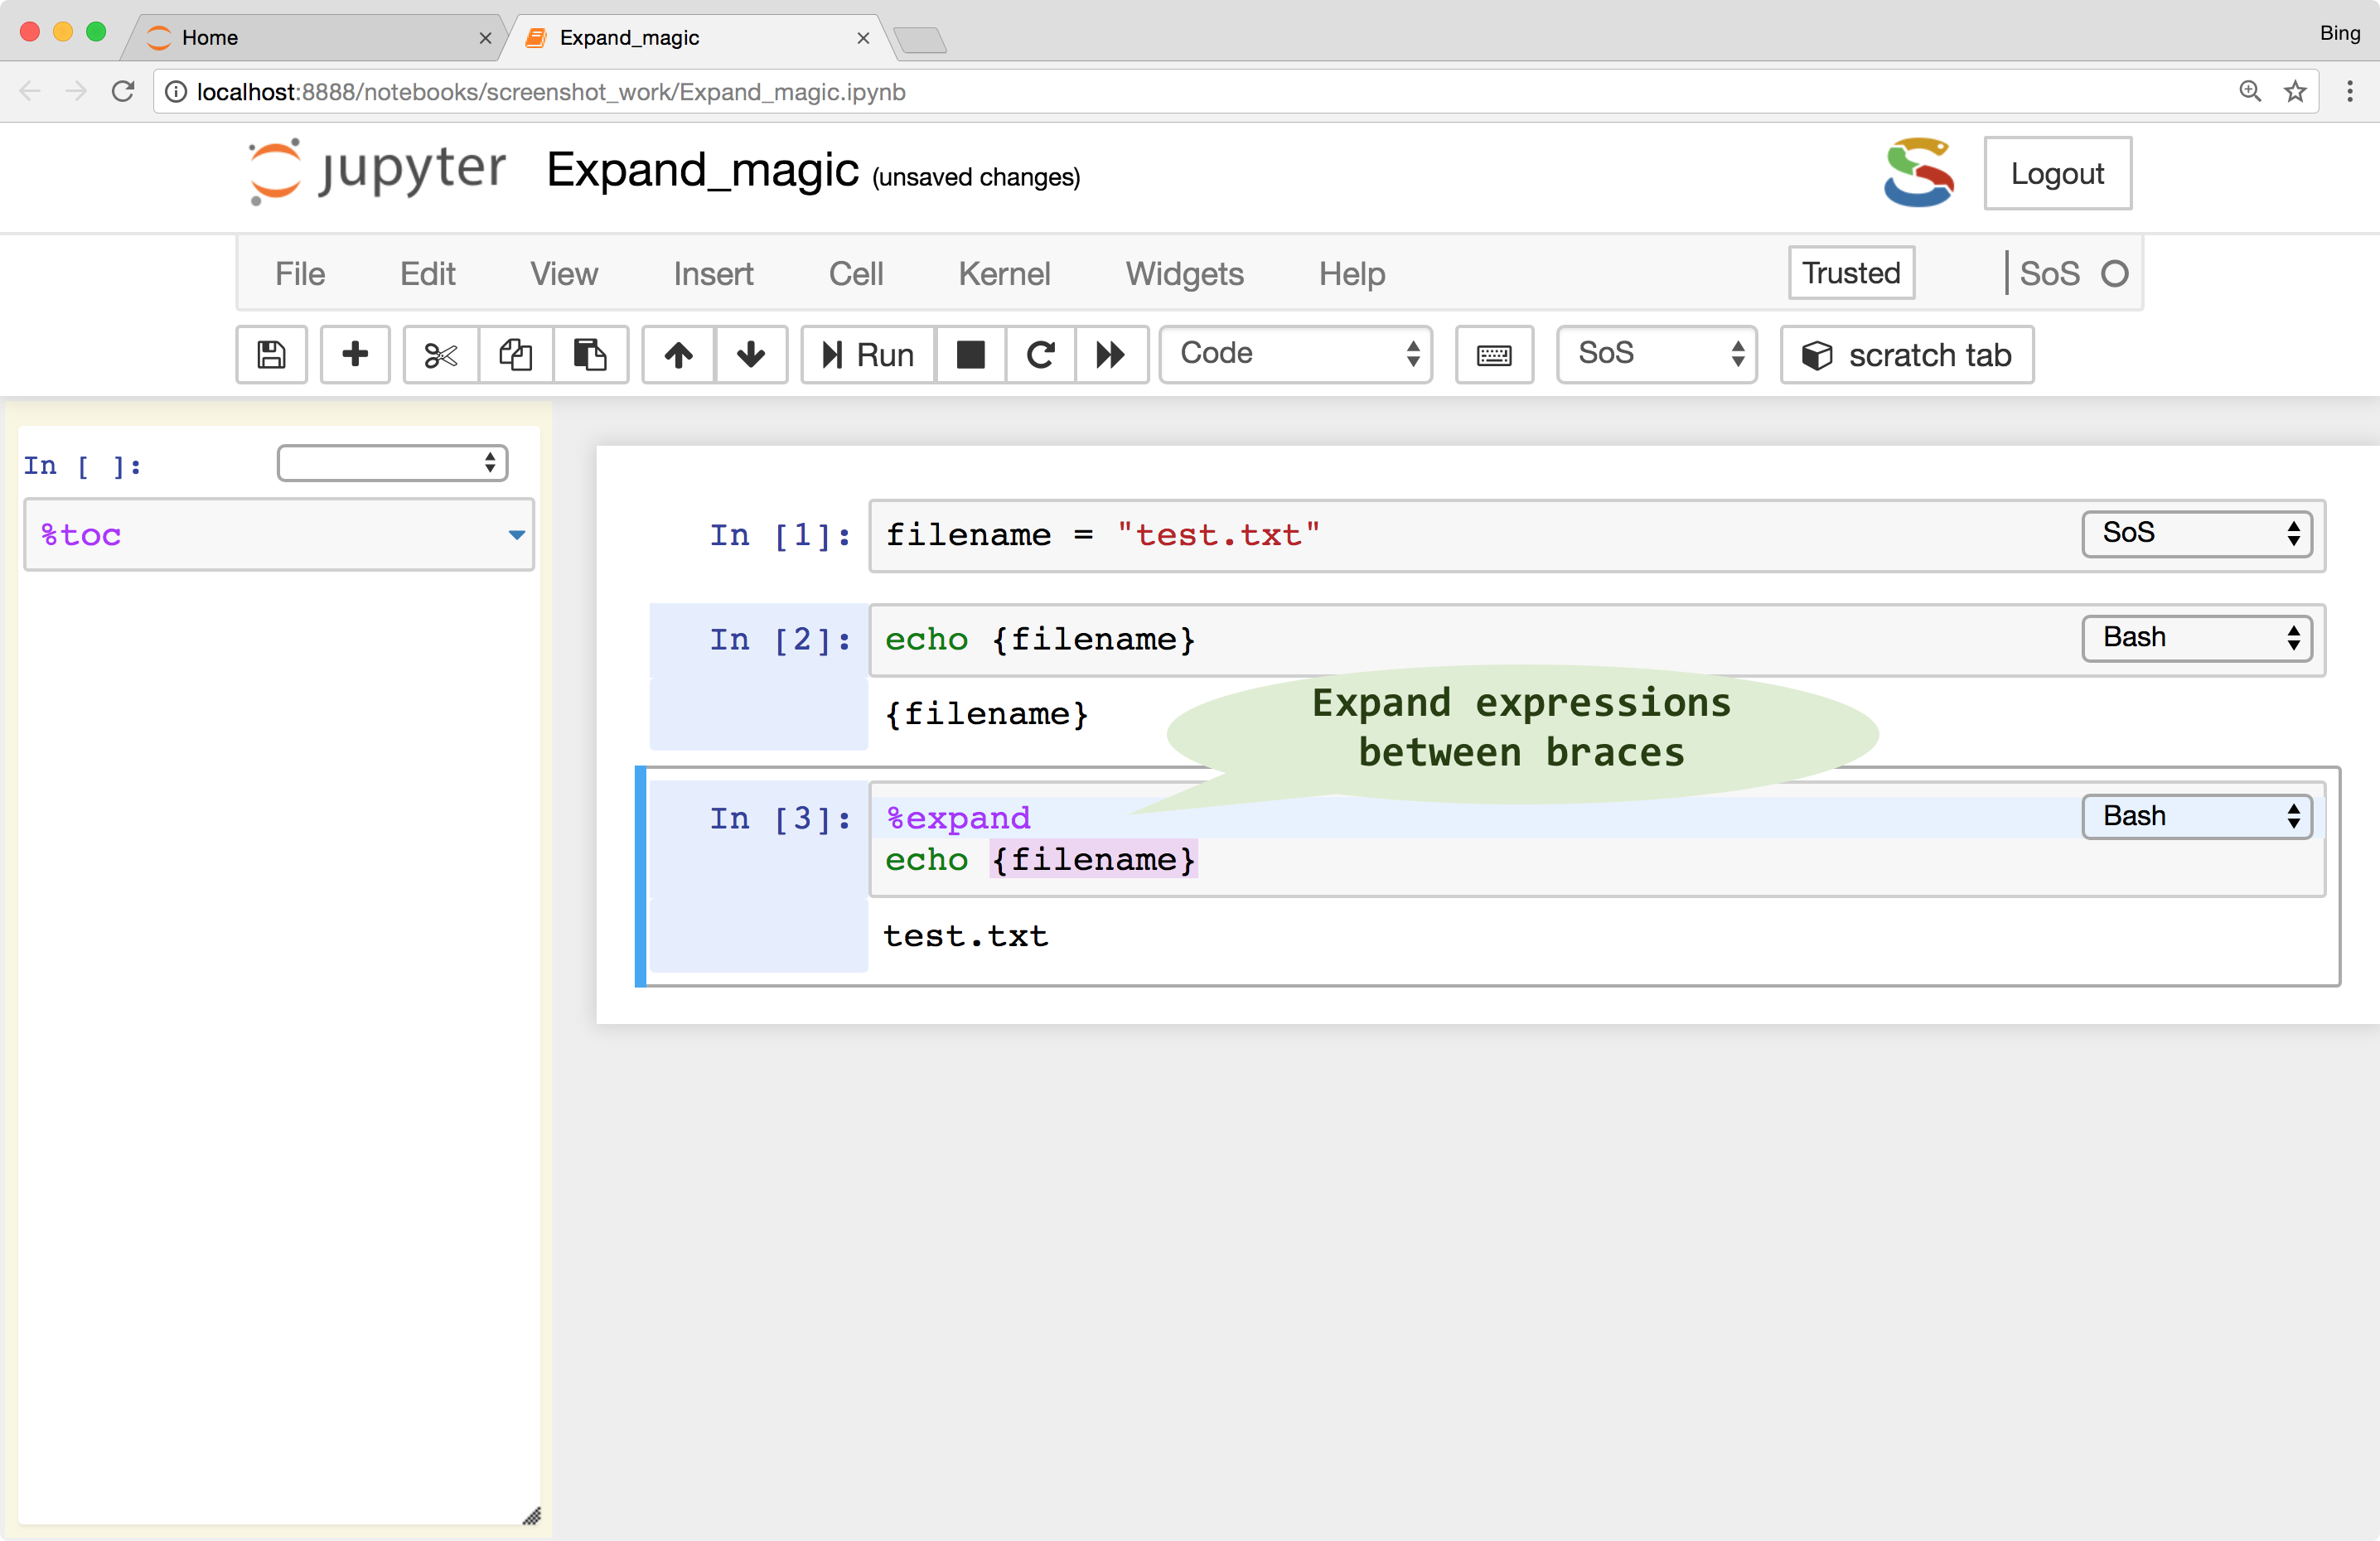 Home
Expand_magic
Bing
localhost:8888/notebooks/screenshot_work/Expand_magic.ipynb
jupyter Expand_magic (unsaved changes)
Logout
File Edit View Insert Cell Kernel Widgets Help Trusted SoS
Run Code SoS scratch tab
In [ ]:
%toc
In [1]: filename = "test.txt" SoS
In [2]: echo {filename} Bash
{filename}
Expand expressions
between braces
In [3]: %expand Bash
echo {filename}
test.txt